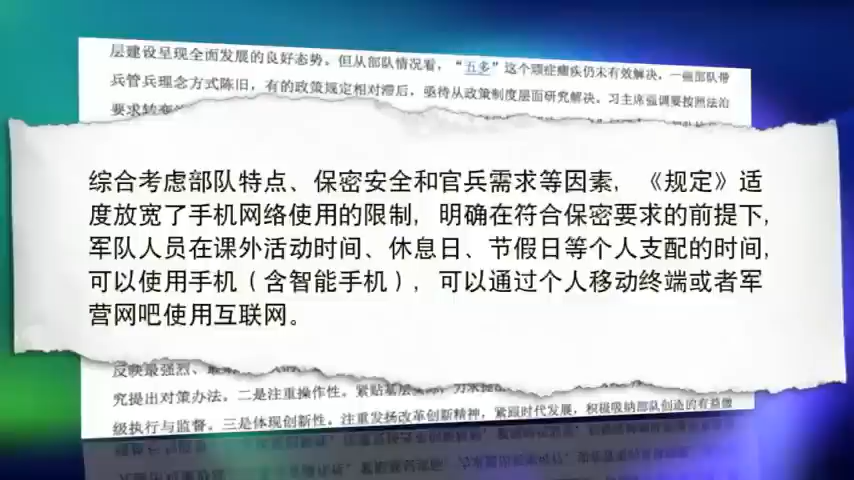 层建设呈现全面发展的良好态势。但从部队情况看，“五多”这个顽症痼疾仍未有效解决，一些部队带
兵管兵理念方式陈旧，有的政策规定相对滞后，亟待从政策制度层面研究解决。习主席强调要按照法治
要求转变
综合考虑部队特点、保密安全和官兵需求等因素，《规定》适
度放宽了手机网络使用的限制，明确在符合保密要求的前提下，
军队人员在课外活动时间、休息日、节假日等个人支配的时间，
可以使用手机（含智能手机），可以通过个人移动终端或者军
营网吧使用互联网。
反映最强烈、最
究提出对策办法。二是注重操作性。紧贴基层
级执行与监督。三是体现创新性。注重发扬改革创新精神，紧跟时代发展，积极吸纳部队创造的有益做